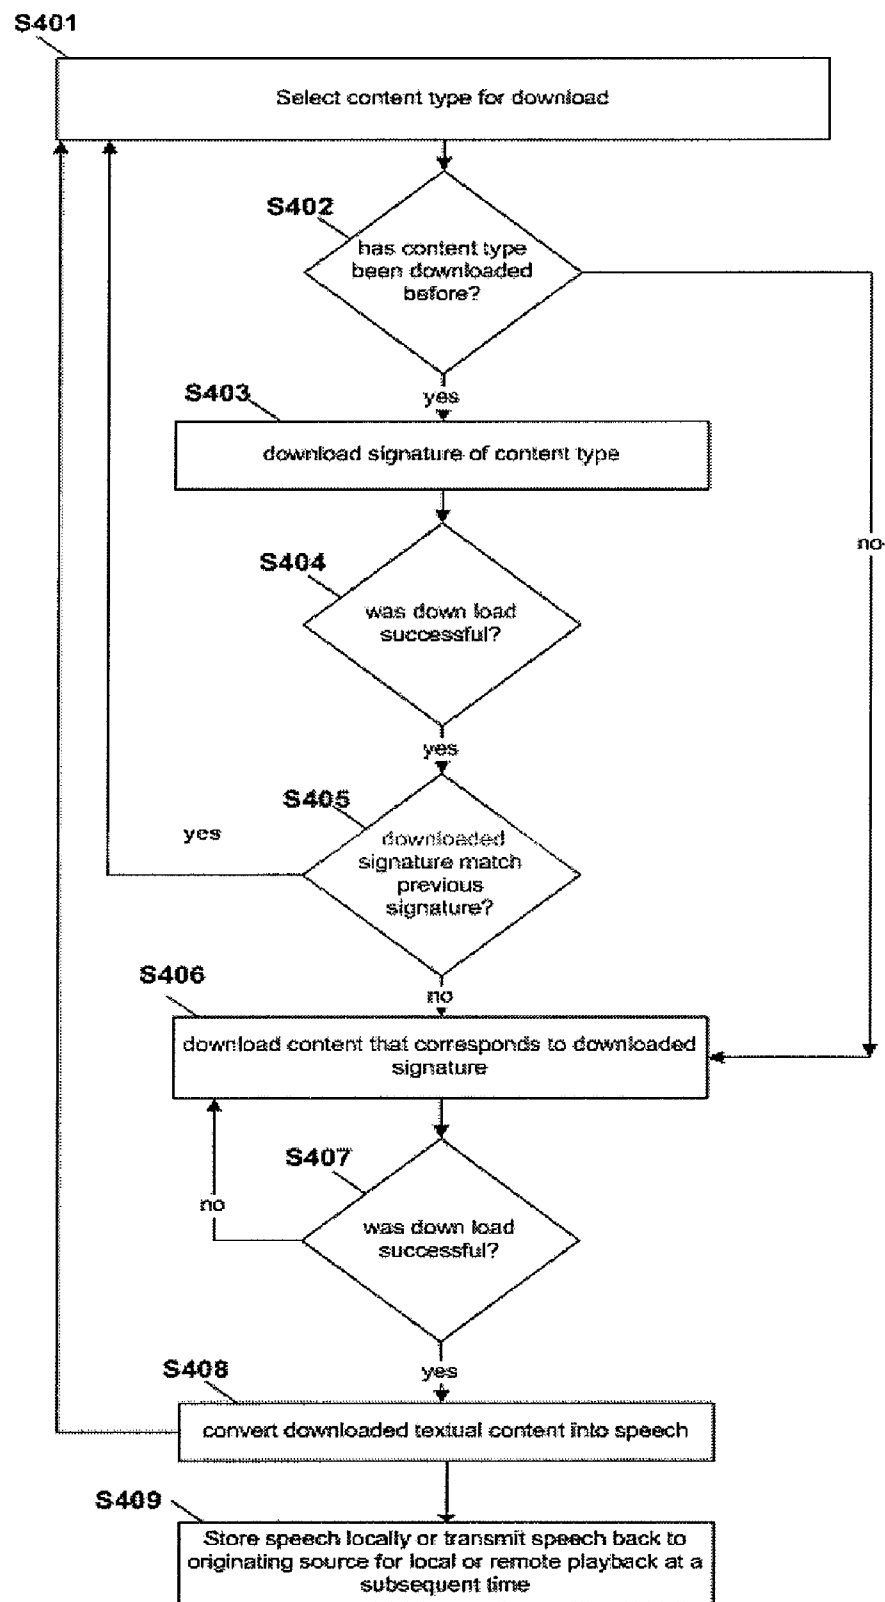 S401
Select content type for download
S402
has content type
been downloaded
before?
yes
S403
download signature of content type
no
S404
was down load
successful?
yes
S405
yes
downloaded
signature match
previous
signature?
S406
no
download content that corresponds to downloaded
signature
S407
no
was down load
successful?
S408
yes
convert downloaded textual content into speech
S409
Store speech locally or transmit speech back to
originating source for local or remote playback at a
subsequent time